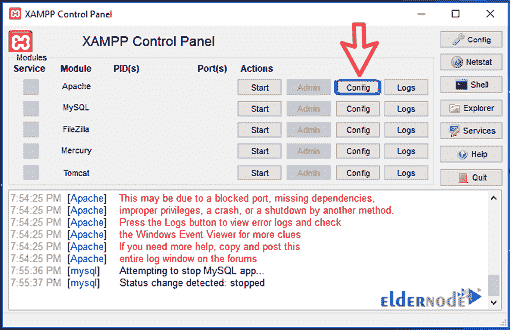 XAMPP Control Panel
XAMPP Control Panel
Modules
Service Module PID(s) Port(s) Actions
Apache Start Admin Config Logs
MySQL Start Admin Config Logs
FileZilla Start Admin Config Logs
Mercury Start Admin Config Logs
Tomcat Start Admin Config Logs
Config
Netstat
Shell
Explorer
Services
Help
Quit
7:54:25 PM [Apache] This may be due to a blocked port, missing dependencies,
7:54:25 PM [Apache] improper privileges, a crash, or a shutdown by another method.
7:54:25 PM [Apache] Press the Logs button to view error logs and check
7:54:25 PM [Apache] the Windows Event Viewer for more clues
7:54:25 PM [Apache] If you need more help, copy and post this
7:54:25 PM [Apache] entire log window on the forums
7:55:36 PM [mysql] Attempting to stop MySQL app...
7:55:37 PM [mysql] Status change detected: stopped
ELDERNODE